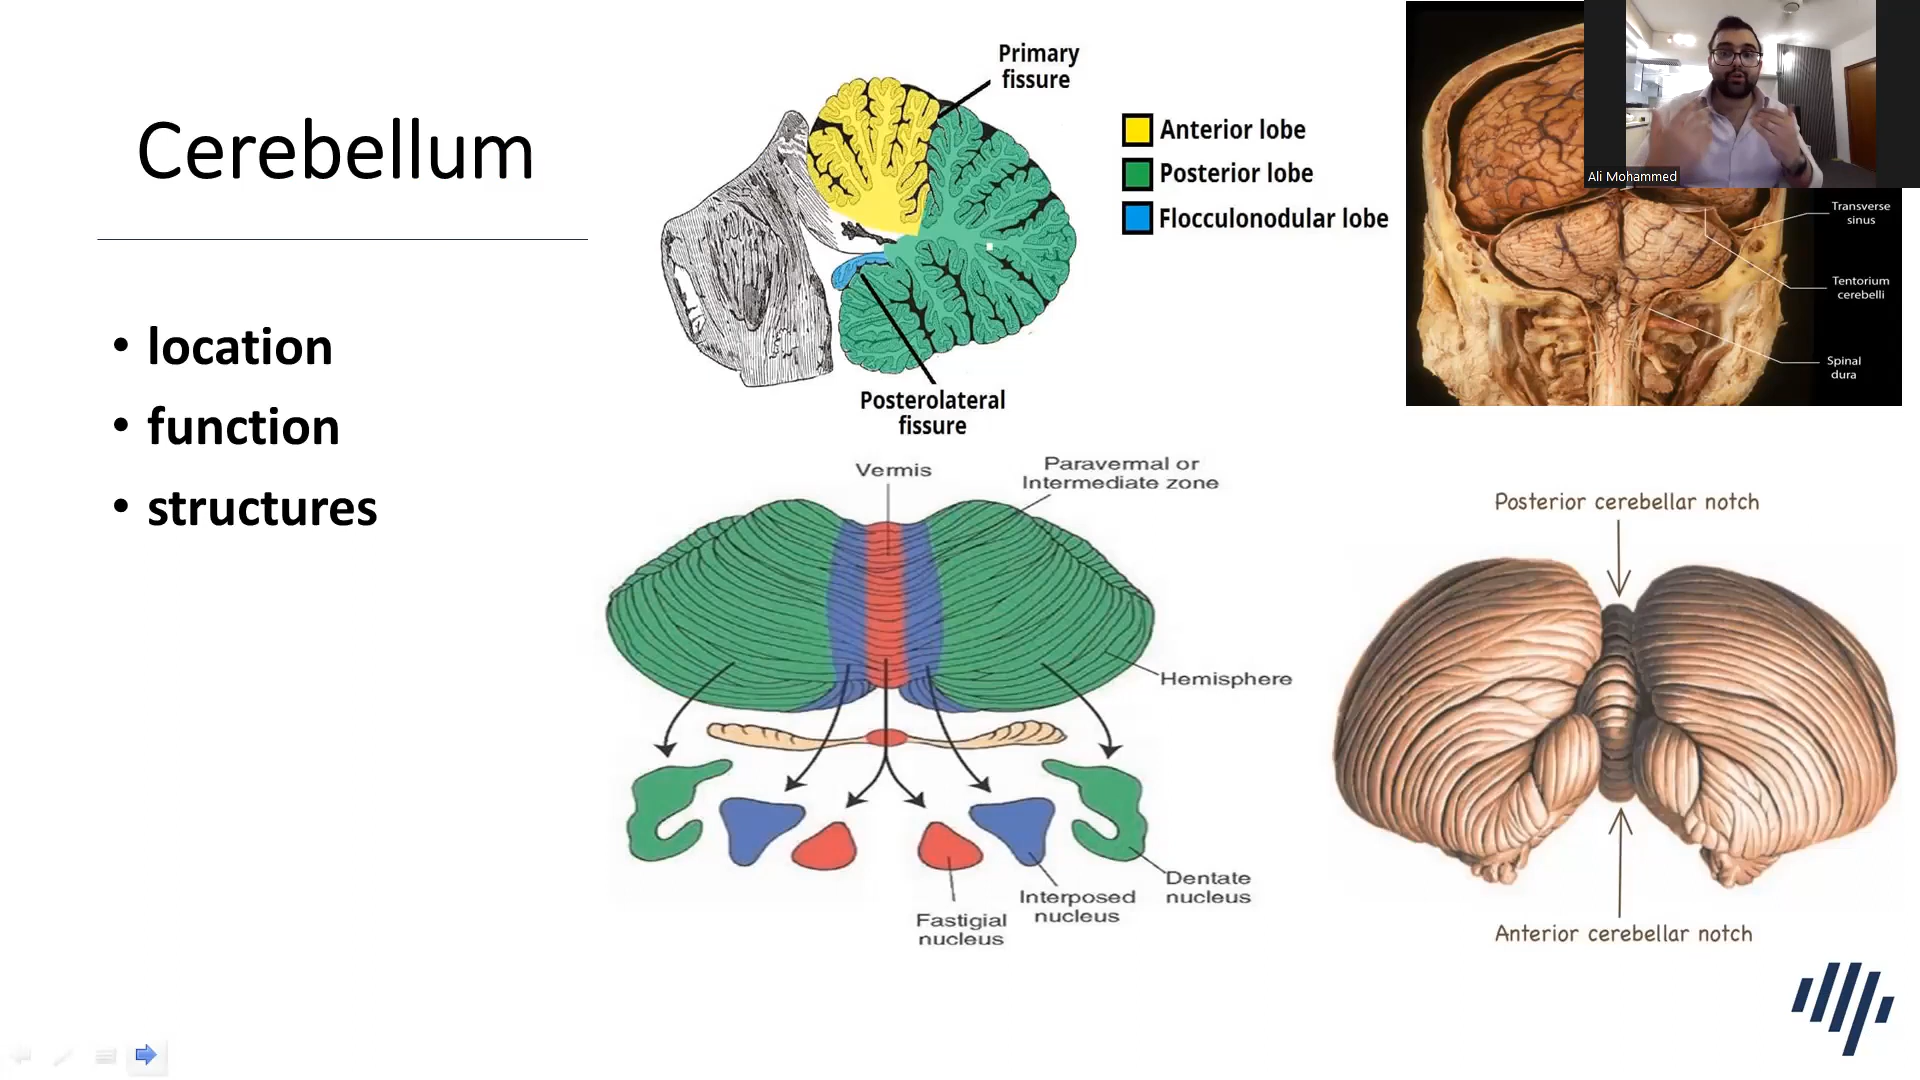 Cerebellum
• location
• function
• structures
Primary
fissure
Anterior lobe
Posterior lobe
Flocculonodular lobe
Posterolateral
fissure
Ali Mohammed
Transverse
sinus
Tentorium
cerebelli
Spinal
dura
Vermis
Paravermal or
Intermediate zone
Hemisphere
Dentate
nucleus
Interposed
nucleus
Fastigial
nucleus
Posterior cerebellar notch
Anterior cerebellar notch